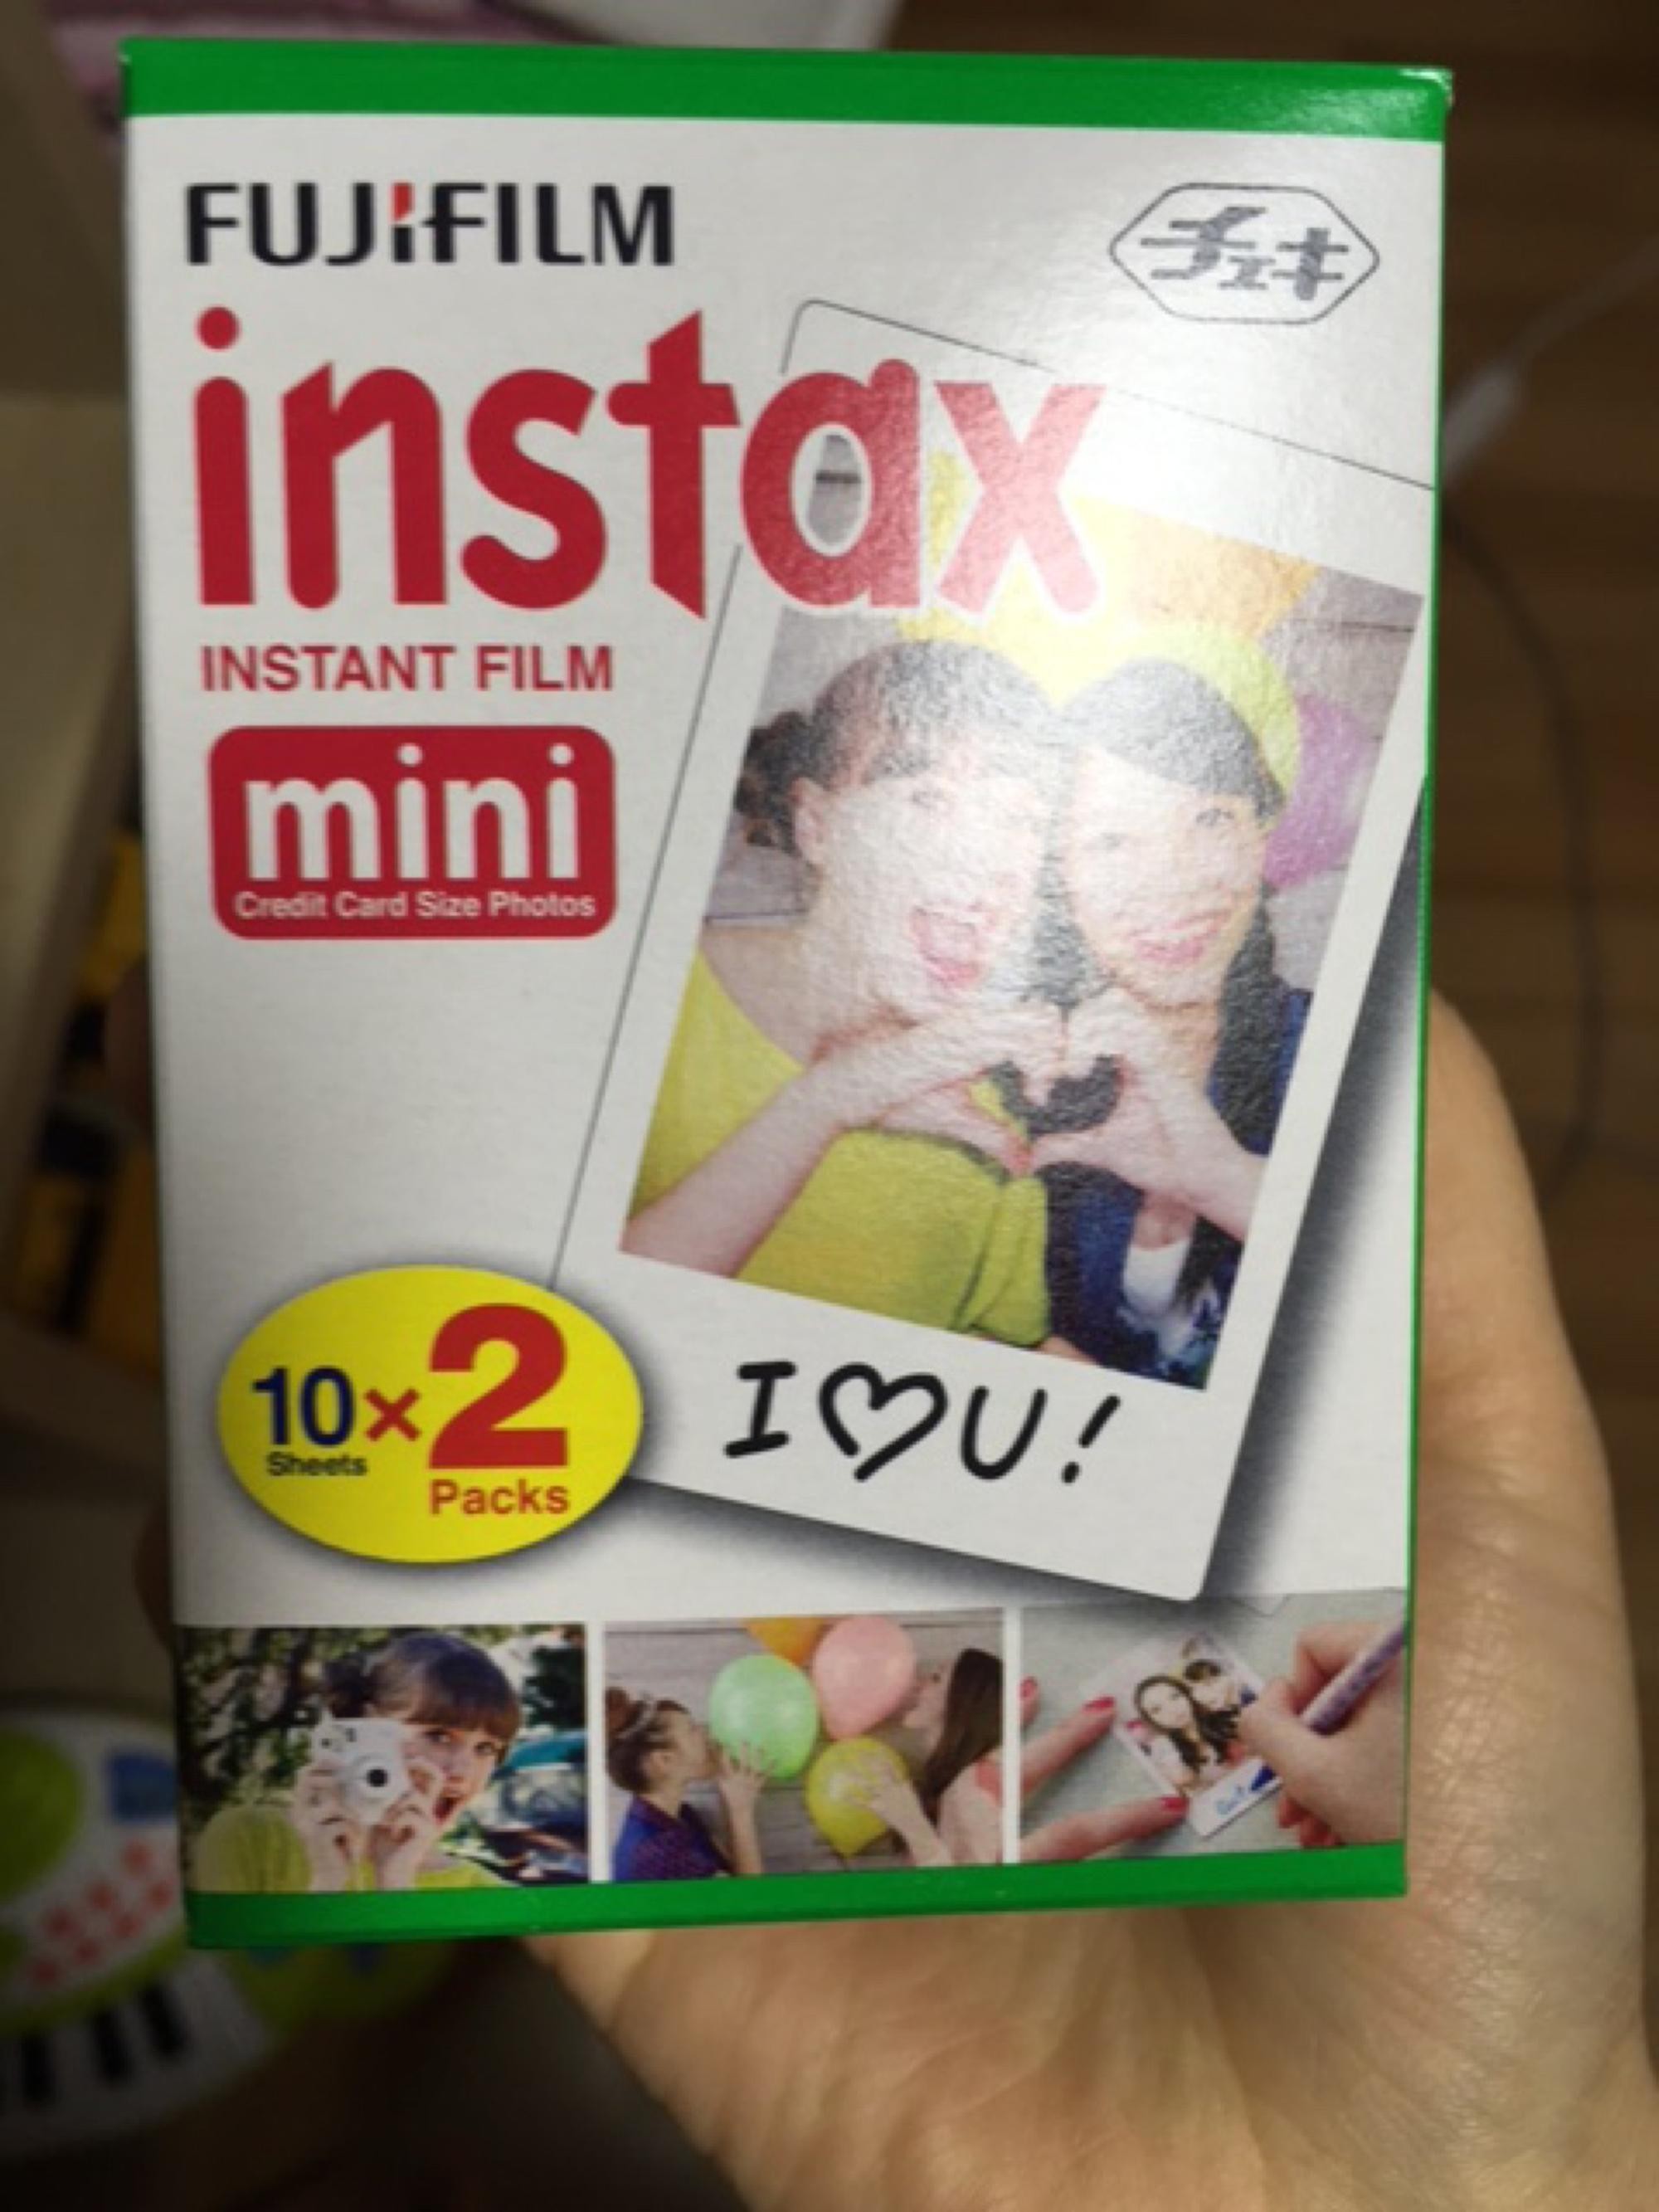 FUJIFILM
チェキ
instax
INSTANT FILM
mini
Credit Card Size Photos
10×2
Sheets
Packs
I ♡ U!